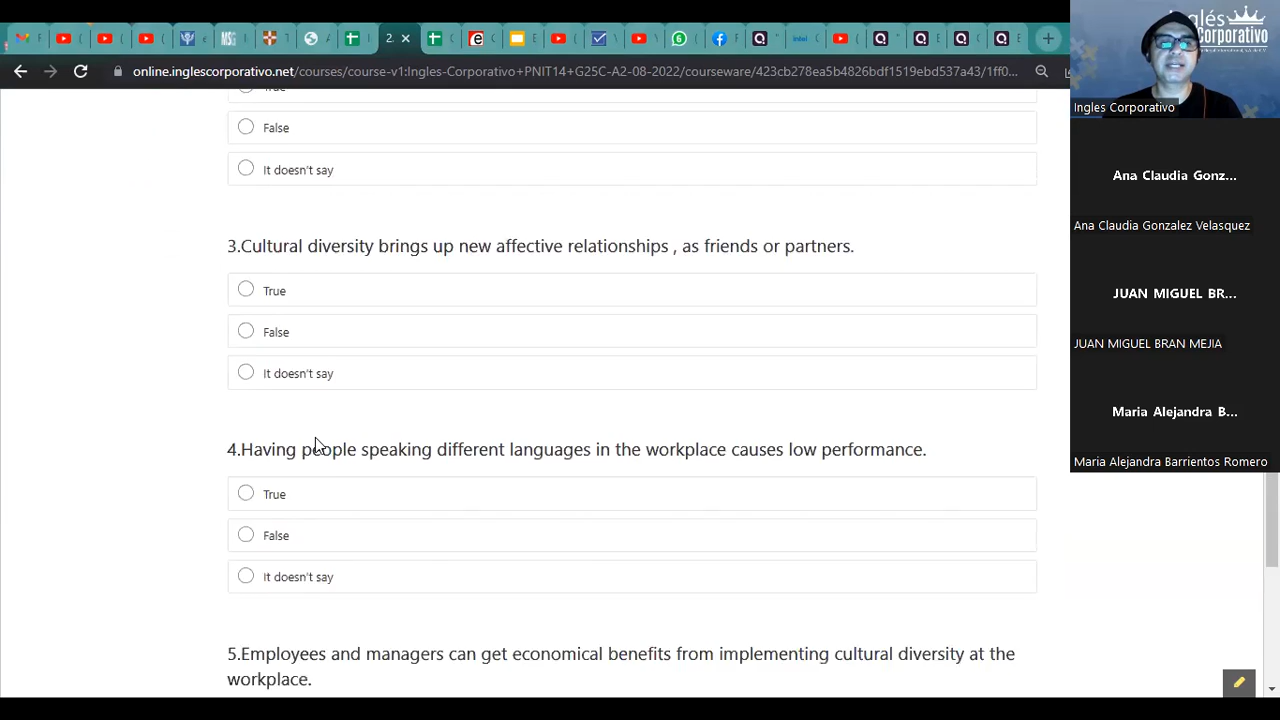 2.
online.inglescorporativo.net/courses/course-v1:Ingles-Corporativo+PNIT14+G25C-A2-08-2022/courseware/423cb278ea5b4826bdf1519ebd537a43/1ff0...
True
False
It doesn't say
3.Cultural diversity brings up new affective relationships , as friends or partners.
True
False
It doesn't say
4.Having people speaking different languages in the workplace causes low performance.
True
False
It doesn't say
5.Employees and managers can get economical benefits from implementing cultural diversity at the
workplace.
Inglés
Corporativo
Ingles Corporativo
Ana Claudia Gonz...
Ana Claudia Gonzalez Velasquez
JUAN MIGUEL BR...
JUAN MIGUEL BRAN MEJIA
Maria Alejandra B...
Maria Alejandra Barrientos Romero